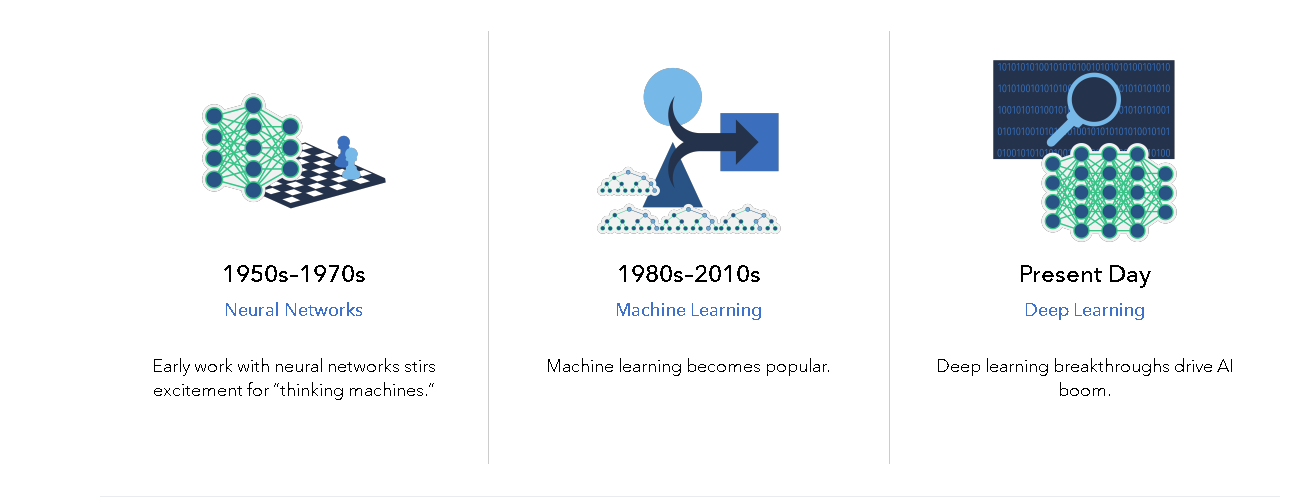 10101010100101010100101010100101010
1950s–1970s
Neural Networks
Early work with neural networks stirs
excitement for “thinking machines.”
1980s–2010s
Machine Learning
Machine learning becomes popular.
Present Day
Deep Learning
Deep learning breakthroughs drive AI
boom.